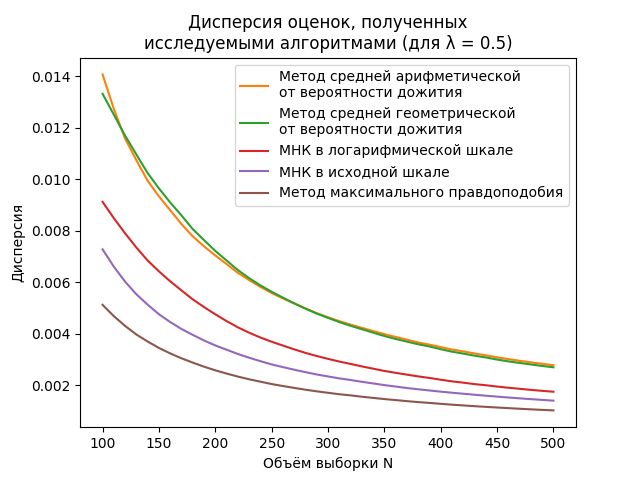 Дисперсия оценок, полученных
исследуемыми алгоритмами (для λ = 0.5)
Метод средней арифметической
от вероятности дожития
Метод средней геометрической
от вероятности дожития
МНК в логарифмической шкале
МНК в исходной шкале
Метод максимального правдоподобия
Дисперсия
0.014
0.012
0.010
0.008
0.006
0.004
0.002
100 150 200 250 300 350 400 450 500
Объём выборки N